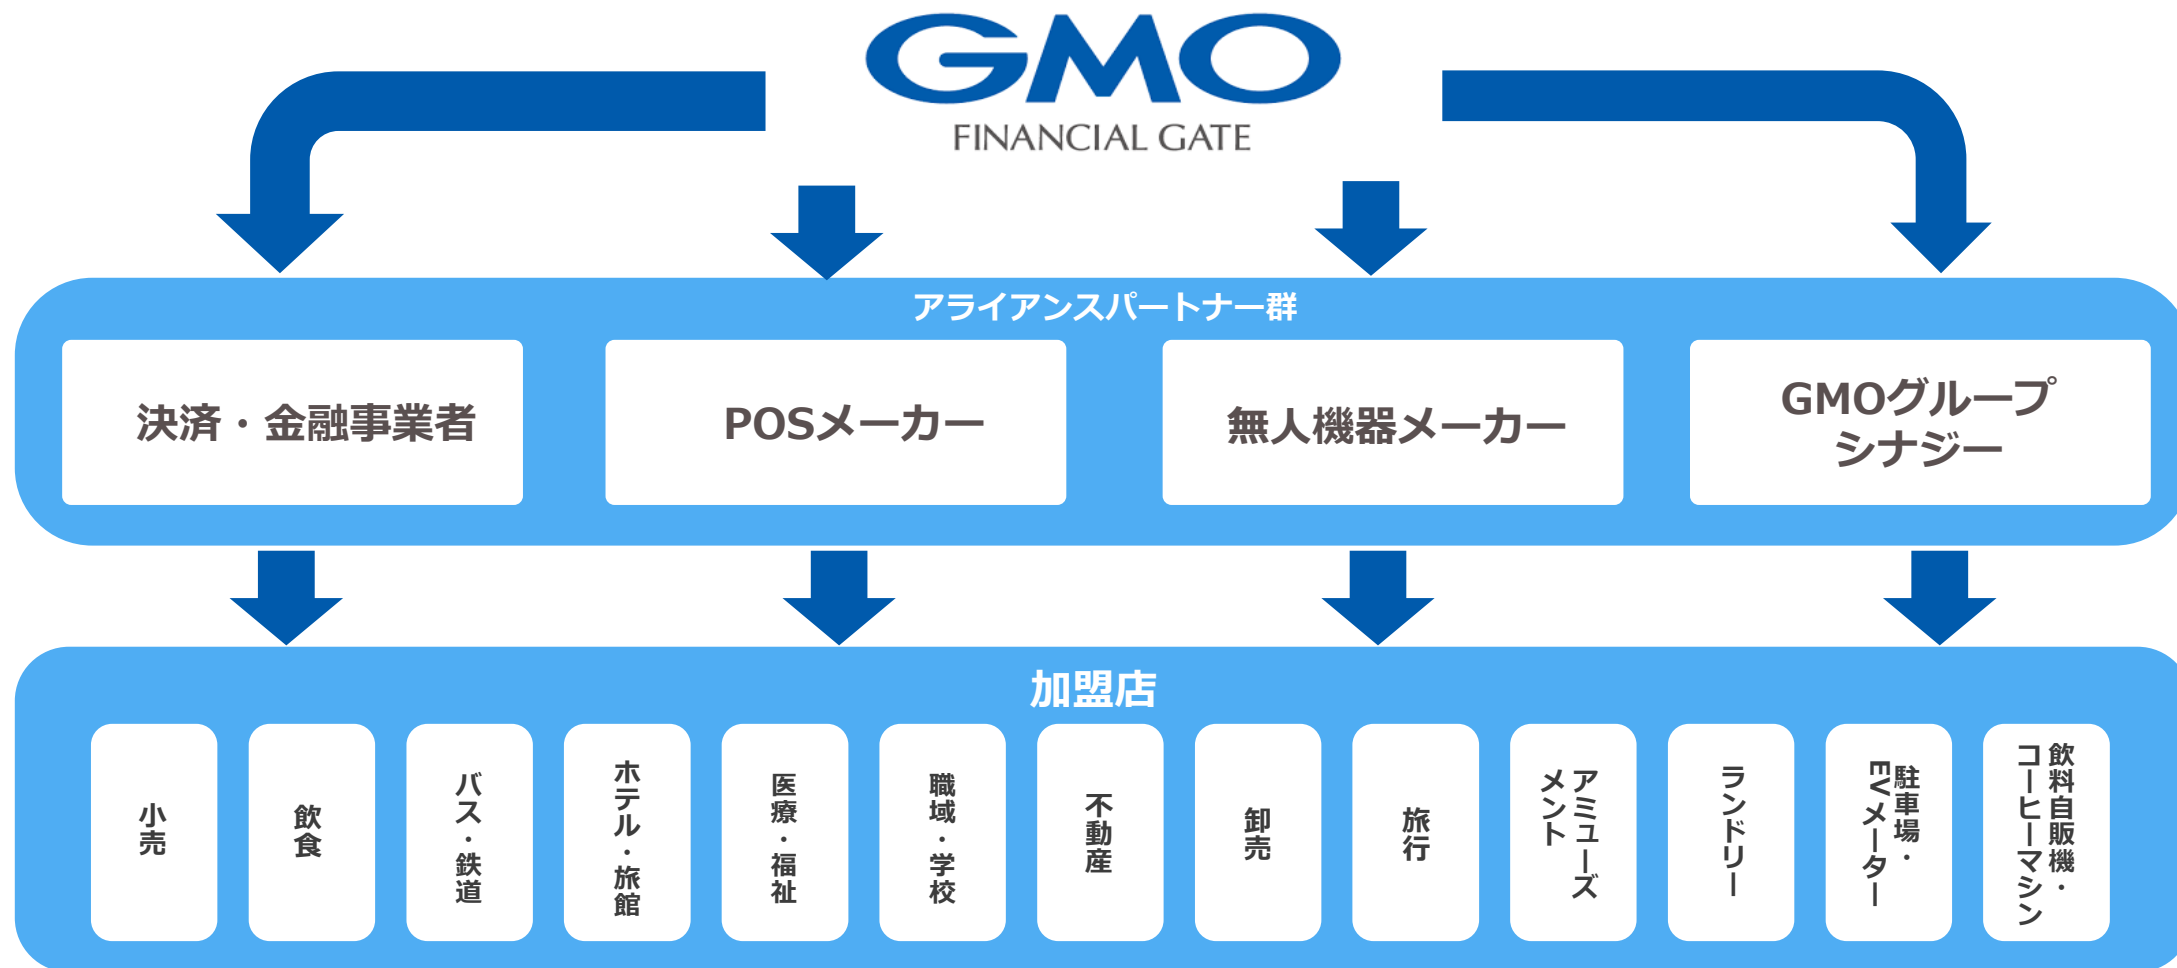 GMO
FINANCIAL GATE
アライアンスパートナー群
決済・金融事業者
POSメーカー
無人機器メーカー
GMOグループ
シナジー
加盟店
小売
飲食
バス・鉄道
ホテル・旅館
医療・福祉
職域・学校
不動産
卸売
旅行
アミューズ
メント
ランドリー
駐車場・
EVメーター
飲料自販機・
コーヒーマシン